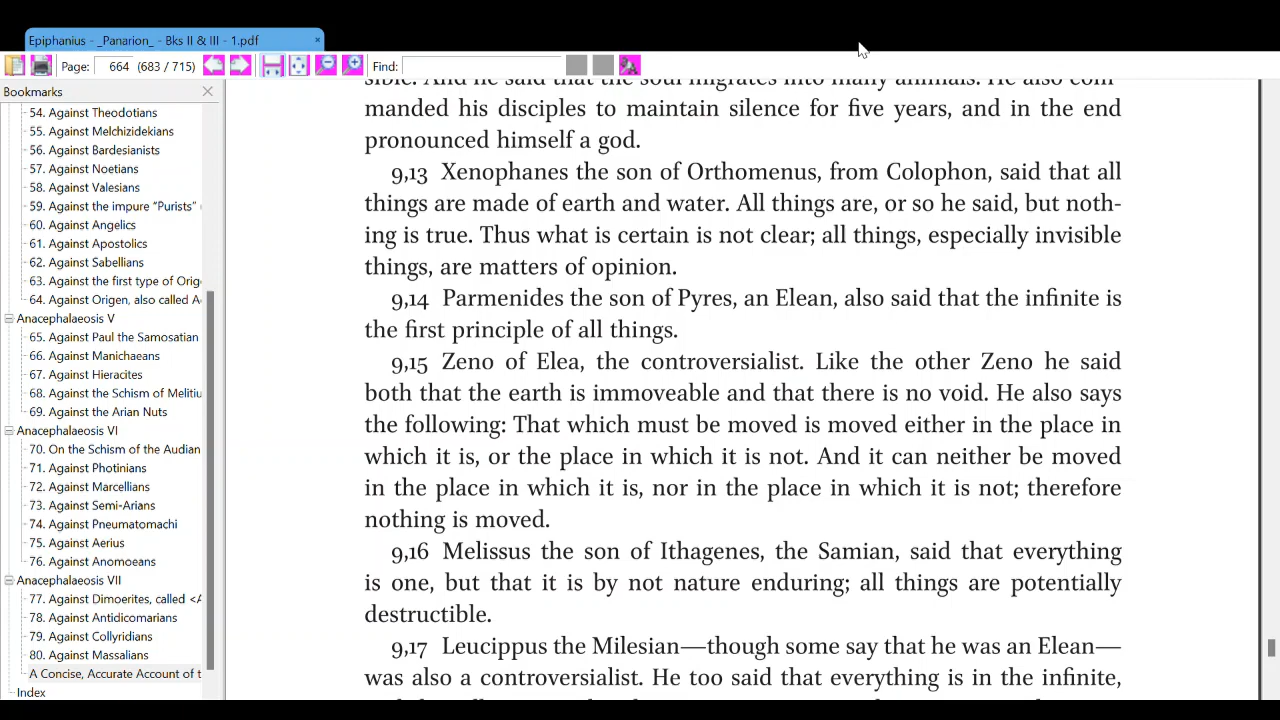 Epiphanius - _Panarion_ - Bks II & III - 1.pdf
Page: 664 (683 / 715) Find:
Bookmarks
54. Against Theodotians
55. Against Melchizidekians
56. Against Bardesianists
57. Against Noetians
58. Against Valesians
59. Against the impure "Purists" (
60. Against Angelics
61. Against Apostolics
62. Against Sabellians
63. Against the first type of Orig
64. Against Origen, also called A
Anacephalaeosis V
65. Against Paul the Samosatian
66. Against Manichaeans
67. Against Hieracites
68. Against the Schism of Melitiu
69. Against the Arian Nuts
Anacephalaeosis VI
70. On the Schism of the Audian
71. Against Photinians
72. Against Marcellians
73. Against Semi-Arians
74. Against Pneumatomachi
75. Against Aerius
76. Against Anomoeans
Anacephalaeosis VII
77. Against Dimoerites, called <A
78. Against Antidicomarians
79. Against Collyridians
80. Against Massalians
A Concise, Accurate Account of t
Index
sible. And he said that the soul migrates into many animals. He also com-
manded his disciples to maintain silence for five years, and in the end
pronounced himself a god.
9,13 Xenophanes the son of Orthomenus, from Colophon, said that all
things are made of earth and water. All things are, or so he said, but noth-
ing is true. Thus what is certain is not clear; all things, especially invisible
things, are matters of opinion.
9,14 Parmenides the son of Pyres, an Elean, also said that the infinite is
the first principle of all things.
9,15 Zeno of Elea, the controversialist. Like the other Zeno he said
both that the earth is immoveable and that there is no void. He also says
the following: That which must be moved is moved either in the place in
which it is, or the place in which it is not. And it can neither be moved
in the place in which it is, nor in the place in which it is not; therefore
nothing is moved.
9,16 Melissus the son of Ithagenes, the Samian, said that everything
is one, but that it is by not nature enduring; all things are potentially
destructible.
9,17 Leucippus the Milesian—though some say that he was an Elean—
was also a controversialist. He too said that everything is in the infinite,